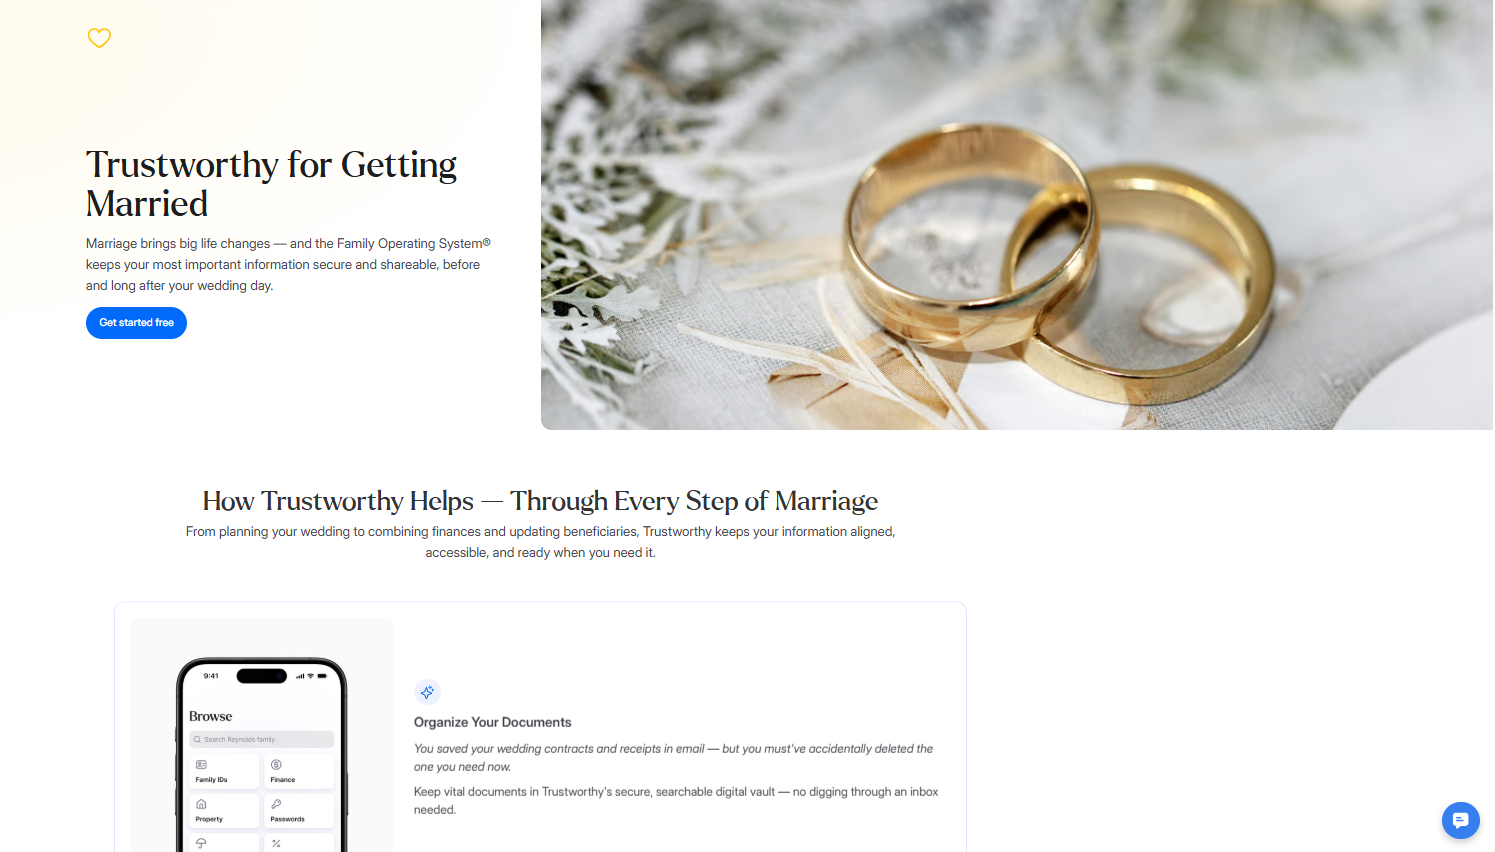 Trustworthy for Getting
Married
Marriage brings big life changes — and the Family Operating System®
keeps your most important information secure and shareable, before
and long after your wedding day.
Get started free
How Trustworthy Helps — Through Every Step of Marriage
From planning your wedding to combining finances and updating beneficiaries, Trustworthy keeps your information aligned,
accessible, and ready when you need it.
9:41
Browse
Search Reynolds family
Family IDs
Finance
Property
Passwords
Organize Your Documents
You saved your wedding contracts and receipts in email — but you must've accidentally deleted the
one you need now.
Keep vital documents in Trustworthy's secure, searchable digital vault — no digging through an inbox
needed.